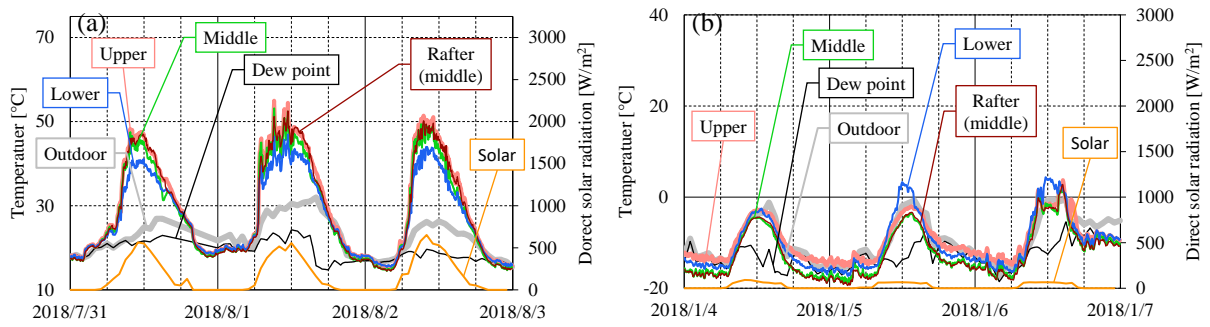 (a)
Temperatuer [°C]
70
50
30
10
Upper
Middle
Dew point
Rafter
(middle)
Lower
Outdoor
Solar
3000
2500
2000
1500
1000
500
0
Dorect solar radiation [W/m2]
2018/7/31
2018/8/1
2018/8/2
2018/8/3
(b)
Temperatuer [°C]
40
20
0
-20
Middle
Lower
Dew point
Upper
Outdoor
Rafter
(middle)
Solar
3000
2500
2000
1500
1000
500
0
Direct solar radiation [W/m2]
2018/1/4
2018/1/5
2018/1/6
2018/1/7